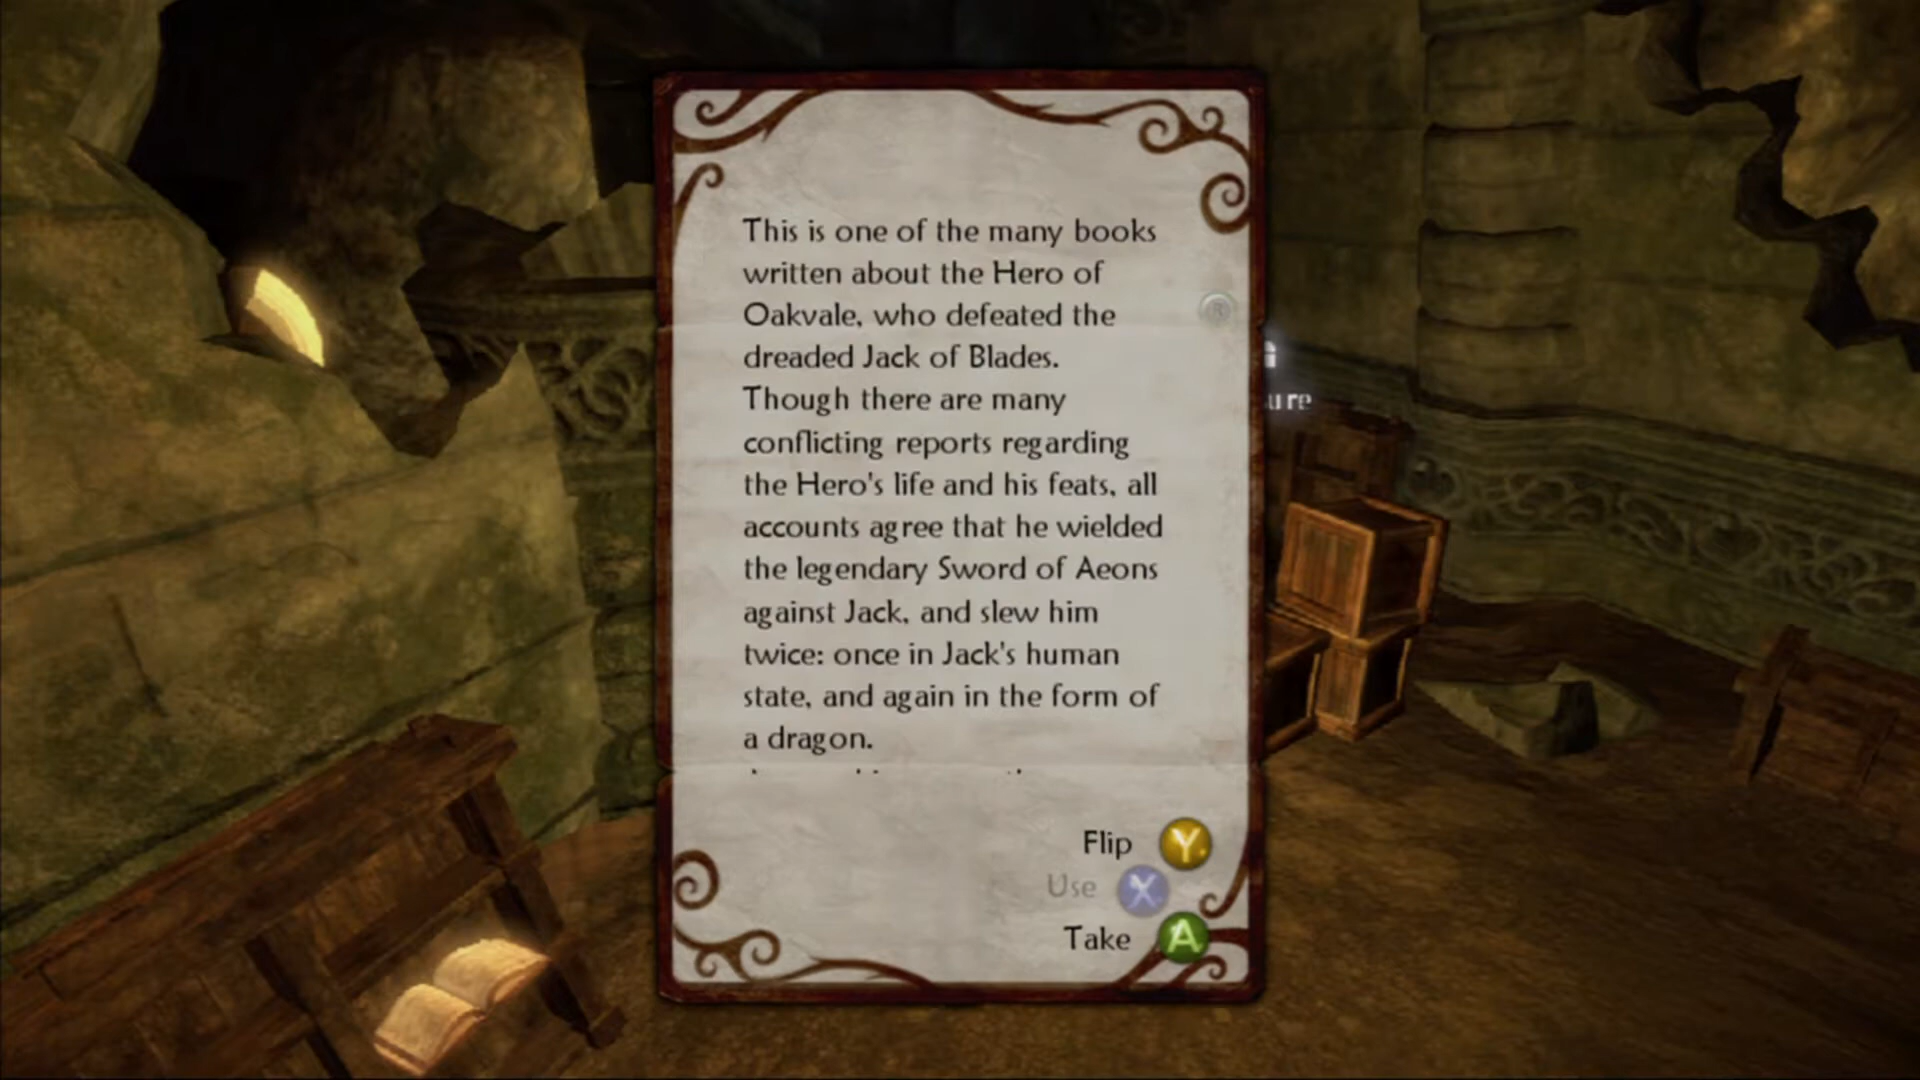 This is one of the many books
written about the Hero of
Oakvale, who defeated the
dreaded Jack of Blades.
Though there are many
conflicting reports regarding
the Hero's life and his feats, all
accounts agree that he wielded
the legendary Sword of Aeons
against Jack, and slew him
twice: once in Jack's human
state, and again in the form of
a dragon.
Flip Y
Use X
Take A